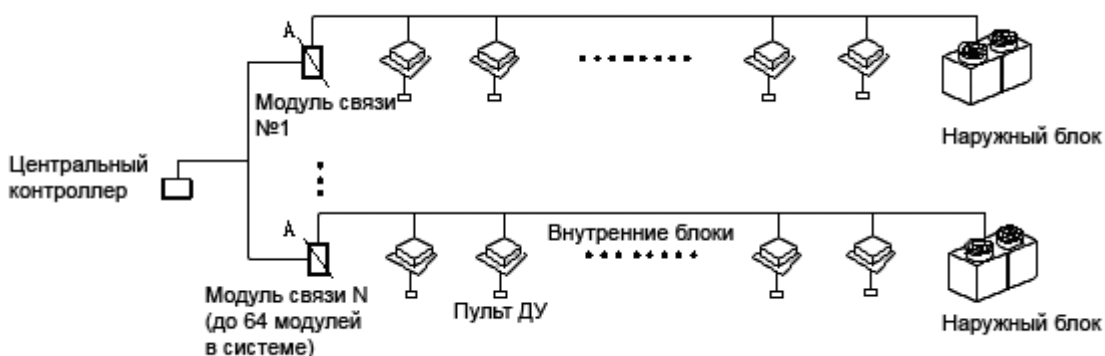 A
Модуль связи
№1
Наружный блок
Центральный
контроллер
A
Внутренние блоки
Модуль связи N
(до 64 модулей
в системе)
Пульт ДУ
Наружный блок